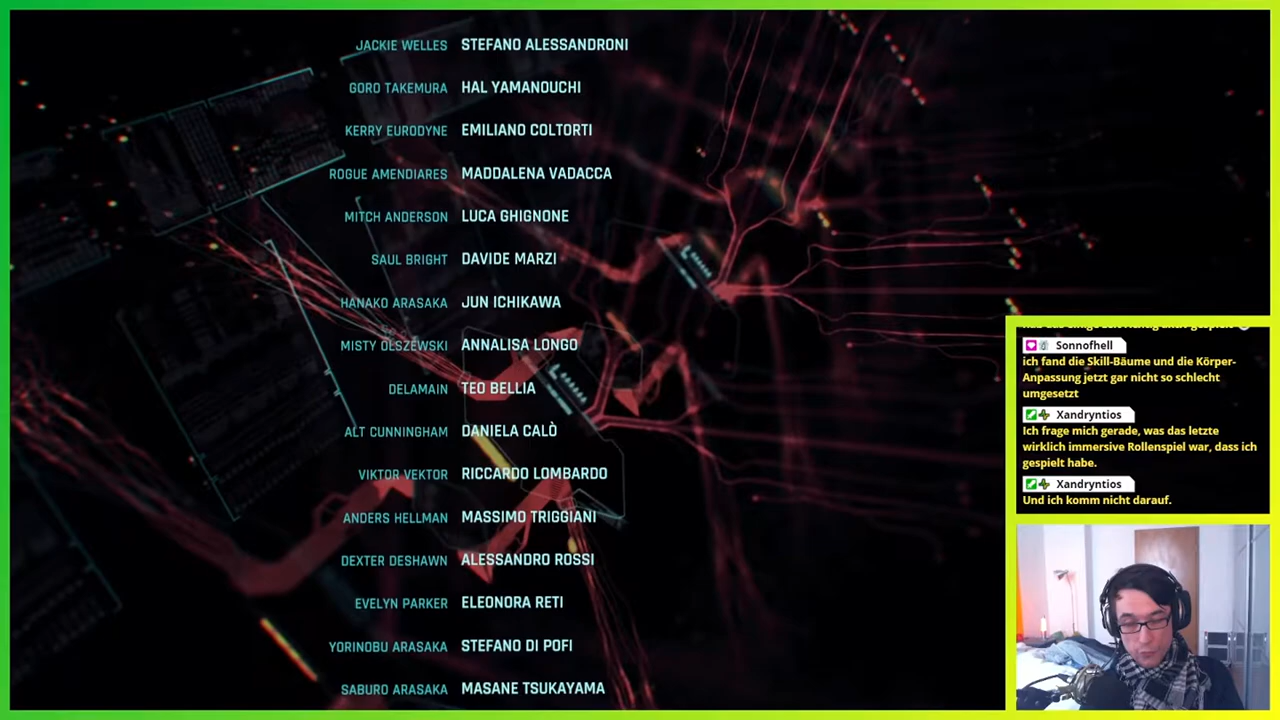 JACKIE WELLES STEFANO ALESSANDRONI
GORO TAKEMURA HAL YAMANOUCHI
KERRY EURODYNE EMILIANO COLTORTI
ROGUE AMENDIARES MADDALENA VADACCA
MITCH ANDERSON LUCA GHIGNONE
SAUL BRIGHT DAVIDE MARZI
HANAKO ARASAKA JUN ICHIKAWA
MISTY OLSZEWSKI ANNALISA LONGO
DELAMAIN TEO BELLIA
ALT CUNNINGHAM DANIELA CALÒ
VIKTOR VEKTOR RICCARDO LOMBARDO
ANDERS HELLMAN MASSIMO TRIGGIANI
DEXTER DESHAWN ALESSANDRO ROSSI
EVELYN PARKER ELEONORA RETI
YORINOBU ARASAKA STEFANO DI POFI
SABURO ARASAKA MASANE TSUKAYAMA
Sonnofhell
ich fand die Skill-Bäume und die Körper-
Anpassung jetzt gar nicht so schlecht
umgesetzt
Xandryntios
Ich frage mich gerade, was das letzte
wirklich immersive Rollenspiel war, dass ich
gespielt habe.
Xandryntios
Und ich komm nicht darauf.